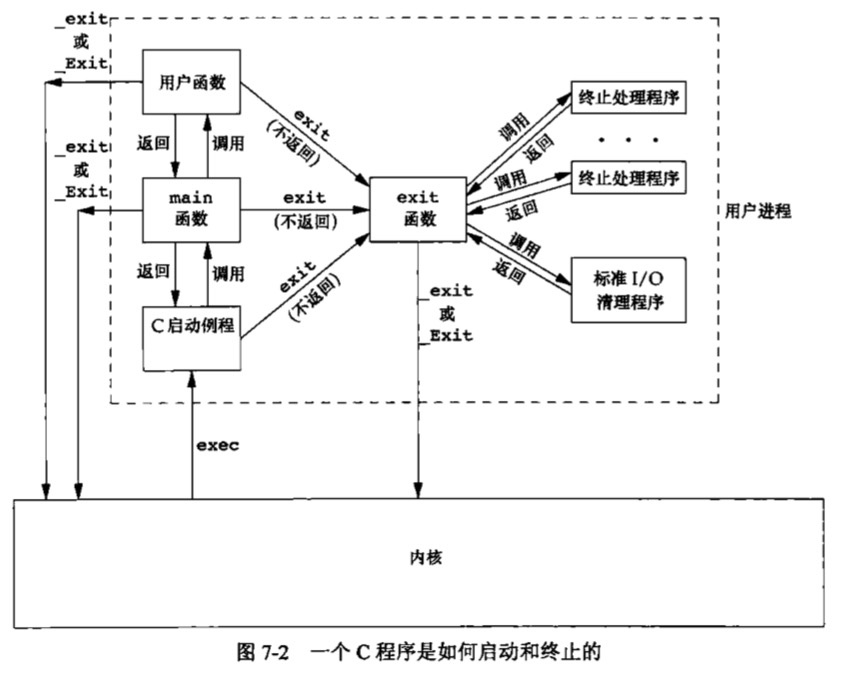 _exit
或
_Exit
用户函数
返回
调用
exit
(不返回)
_exit
或
_Exit
main
函数
exit
(不返回)
exit
函数
返回
调用
exit
(不返回)
C 启动例程
exec
调用
返回
终止处理程序
· · ·
调用
返回
终止处理程序
调用
返回
标准 I/O
清理程序
用户进程
_exit
或
_Exit
内核
图 7-2 一个 C 程序是如何启动和终止的